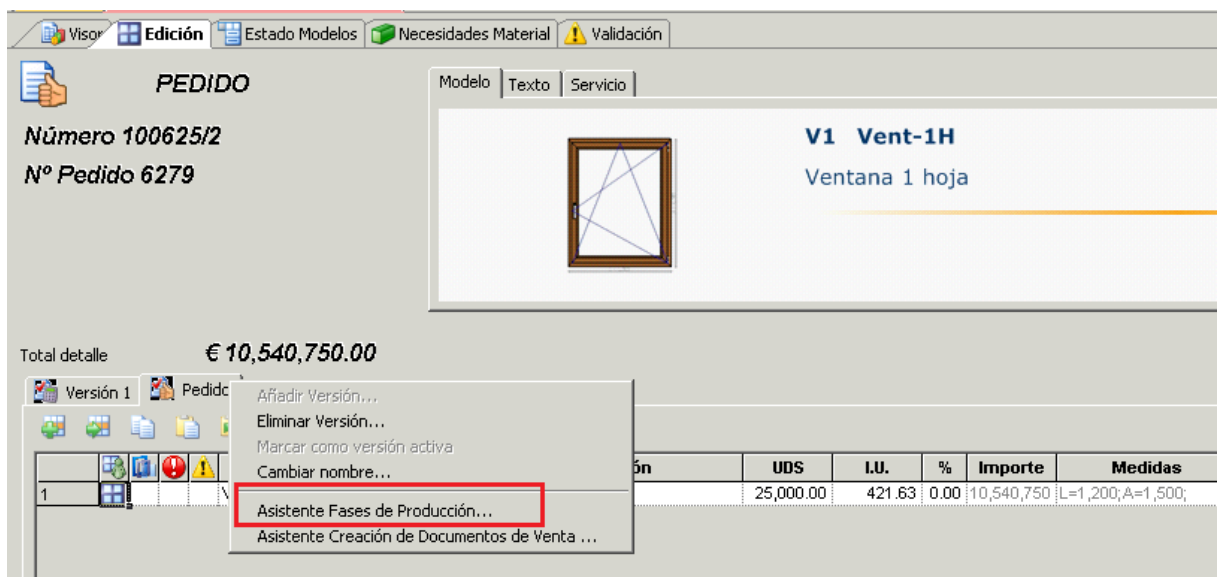 Visor Edición Estado Modelos Necesidades Material Validación
PEDIDO
Modelo Texto Servicio
Número 100625/2
Nº Pedido 6279
V1 Vent-1H
Ventana 1 hoja
Total detalle € 10,540,750.00
Versión 1 Pedido
Añadir Versión...
Eliminar Versión...
Marcar como versión activa
Cambiar nombre...
Asistente Fases de Producción...
Asistente Creación de Documentos de Venta ...
ón UDS I.U. % Importe Medidas
1 25,000.00 421.63 0.00 10,540,750 L=1,200;A=1,500;